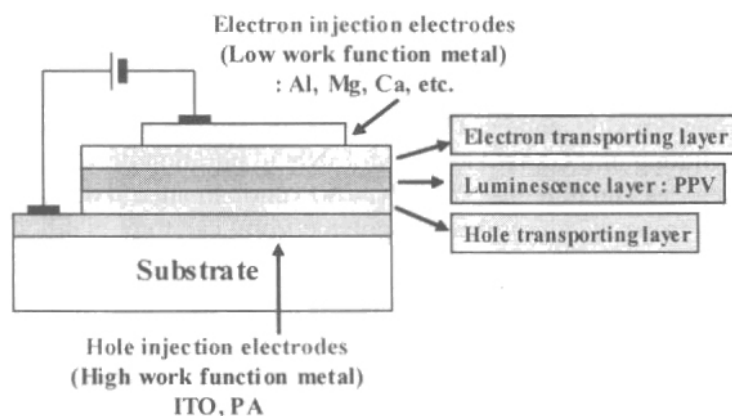 Electron injection electrodes
(Low work function metal)
: Al, Mg, Ca, etc.
Electron transporting layer
Luminescence layer : PPV
Hole transporting layer
Substrate
Hole injection electrodes
(High work function metal)
ITO, PA